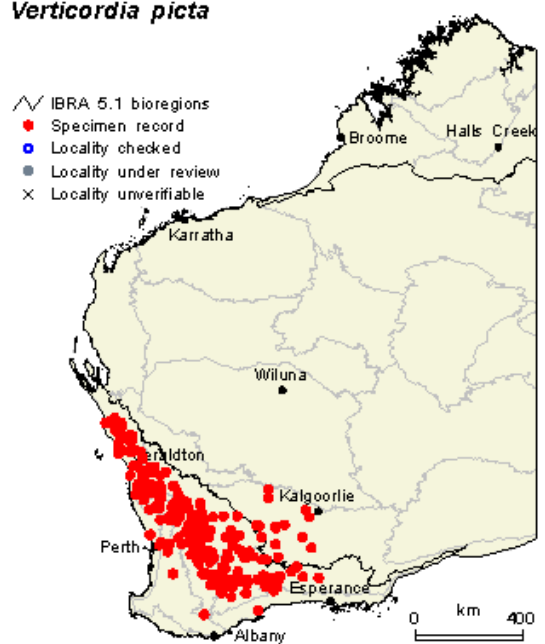 Verticordia picta
IBRA 5.1 bioregions
Specimen record
Locality checked
Locality under review
Locality unverifiable
Broome
Halls Creek
Karratha
Wiluna
eraldton
Kalgoorlie
Perth
Esperance
Albany
0 km 400